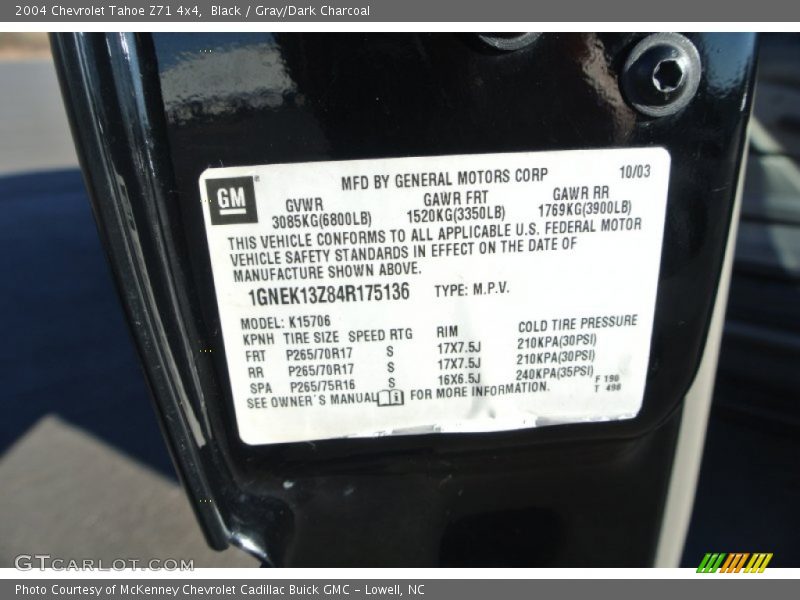 2004 Chevrolet Tahoe Z71 4x4,  Black / Gray/Dark Charcoal
GM
MFD BY GENERAL MOTORS CORP 10/03
GVWR GAWR FRT GAWR RR
3085KG(6800LB) 1520KG(3350LB) 1769KG(3900LB)
THIS VEHICLE CONFORMS TO ALL APPLICABLE U.S. FEDERAL MOTOR
VEHICLE SAFETY STANDARDS IN EFFECT ON THE DATE OF
MANUFACTURE SHOWN ABOVE.
1GNEK13Z84R175136 TYPE: M.P.V.
MODEL: K15706
KPNH TIRE SIZE SPEED RTG RIM COLD TIRE PRESSURE
FRT P265/70R17 S 17X7.5J 210KPA(30PSI)
RR P265/70R17 S 17X7.5J 210KPA(30PSI)
SPA P265/75R16 S 16X6.5J 240KPA(35PSI)
SEE OWNER'S MANUAL FOR MORE INFORMATION.
F 198
T 498
GTCARLOT.COM
Photo Courtesy of McKenney Chevrolet Cadillac Buick GMC - Lowell, NC